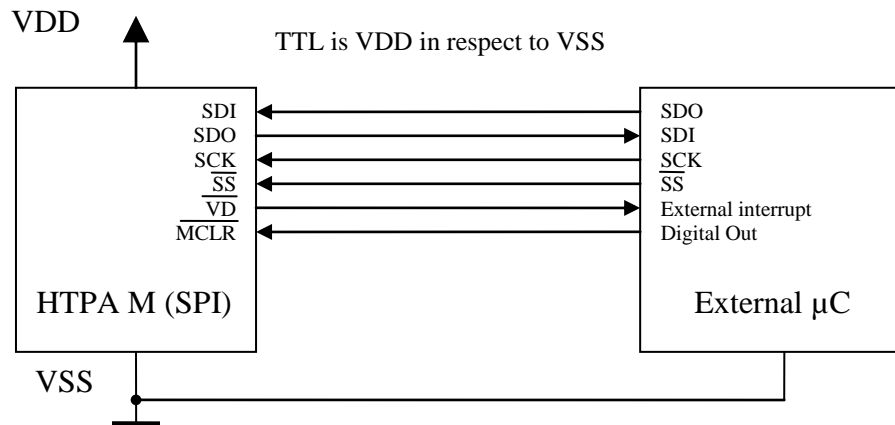 VDD
TTL is VDD in respect to VSS
SDI
SDO
SCK
SS
VD
MCLR
HTPA M (SPI)
SDO
SDI
SCK
SS
External interrupt
Digital Out
External µC
VSS